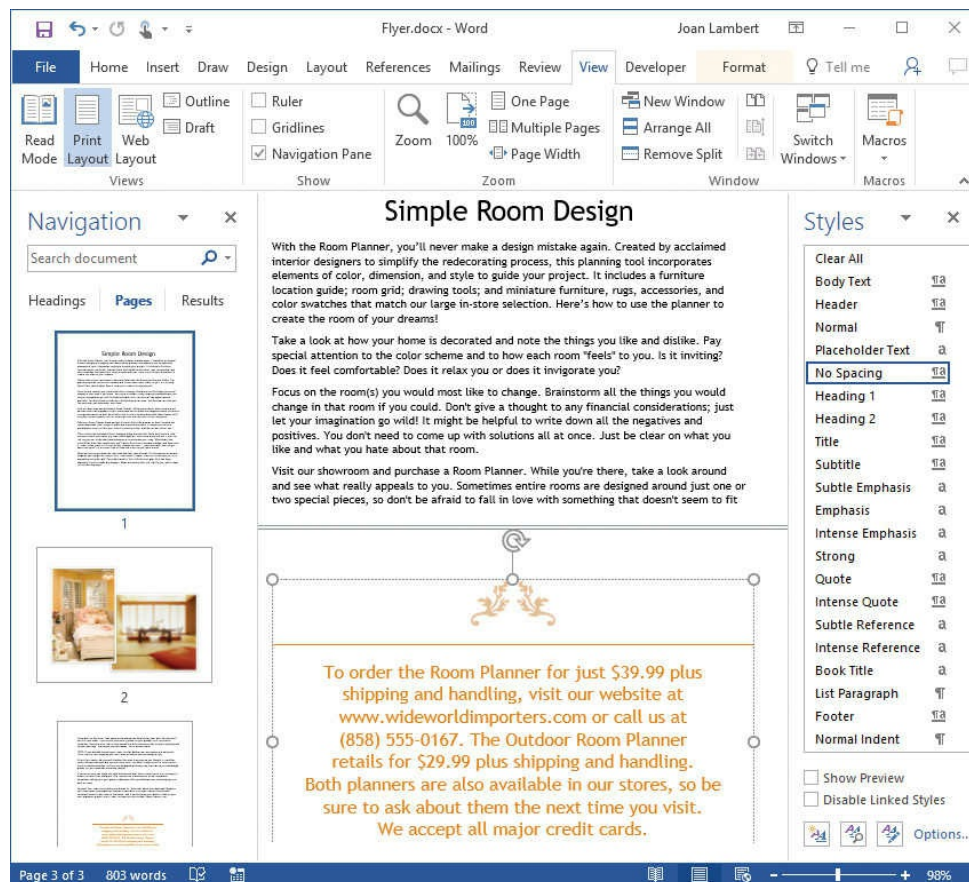 Flyer.docx - Word
Joan Lambert
File Home Insert Draw Design Layout References Mailings Review View Developer Format Tell me
Read Mode
Print Layout
Web Layout
Outline
Draft
Views
Ruler
Gridlines
Navigation Pane
Show
Zoom
100
100%
One Page
Multiple Pages
Page Width
Zoom
New Window
Arrange All
Remove Split
Switch Windows
Window
Macros
Macros
Navigation
Search document
Headings Pages Results
Simple Room Design
1
2
Simple Room Design
With the Room Planner, you’ll never make a design mistake again. Created by acclaimed
interior designers to simplify the redecorating process, this planning tool incorporates
elements of color, dimension, and style to guide your project. It includes a furniture
location guide; room grid; drawing tools; and miniature furniture, rugs, accessories, and
color swatches that match our large in-store selection. Here’s how to use the planner to
create the room of your dreams!
Take a look at how your home is decorated and note the things you like and dislike. Pay
special attention to the color scheme and to how each room "feels" to you. Is it inviting?
Does it feel comfortable? Does it relax you or does it invigorate you?
Focus on the room(s) you would most like to change. Brainstorm all the things you would
change in that room if you could. Don't give a thought to any financial considerations; just
let your imagination go wild! It might be helpful to write down all the negatives and
positives. You don't need to come up with solutions all at once. Just be clear on what you
like and what you hate about that room.
Visit our showroom and purchase a Room Planner. While you're there, take a look around
and see what really appeals to you. Sometimes entire rooms are designed around just one or
two special pieces, so don't be afraid to fall in love with something that doesn't seem to fit
To order the Room Planner for just $39.99 plus
shipping and handling, visit our website at
www.wideworldimporters.com or call us at
(858) 555-0167. The Outdoor Room Planner
retails for $29.99 plus shipping and handling.
Both planners are also available in our stores, so be
sure to ask about them the next time you visit.
We accept all major credit cards.
Styles
Clear All
Body Text ¶a
Header ¶a
Normal ¶
Placeholder Text a
No Spacing ¶a
Heading 1 ¶a
Heading 2 ¶a
Title ¶a
Subtitle ¶a
Subtle Emphasis a
Emphasis a
Intense Emphasis a
Strong a
Quote ¶a
Intense Quote ¶a
Subtle Reference a
Intense Reference a
Book Title a
List Paragraph ¶
Footer ¶a
Normal Indent ¶
Show Preview
Disable Linked Styles
Options...
Page 3 of 3 803 words
98%